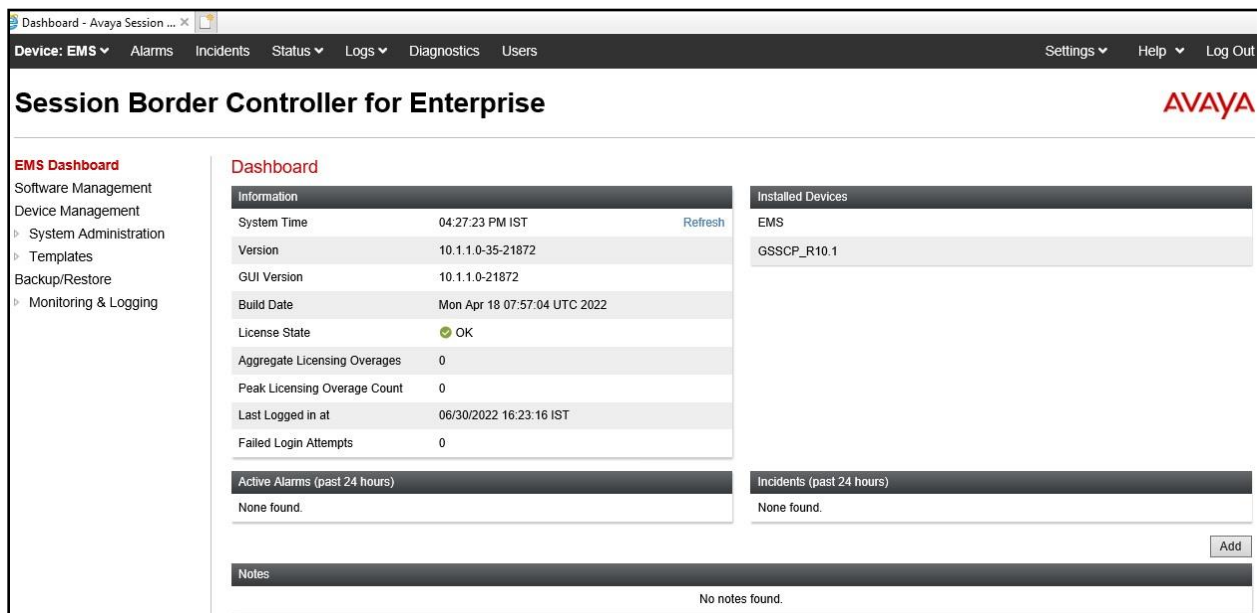 Dashboard - Avaya Session ...
Device: EMS Alarms Incidents Status Logs Diagnostics Users Settings Help Log Out
Session Border Controller for Enterprise
AVAYA
EMS Dashboard
Software Management
Device Management
System Administration
Templates
Backup/Restore
Monitoring & Logging
Dashboard
Information
System Time 04:27:23 PM IST Refresh
Version 10.1.1.0-35-21872
GUI Version 10.1.1.0-21872
Build Date Mon Apr 18 07:57:04 UTC 2022
License State OK
Aggregate Licensing Overages 0
Peak Licensing Overage Count 0
Last Logged in at 06/30/2022 16:23:16 IST
Failed Login Attempts 0
Installed Devices
EMS
GSSCP_R10.1
Active Alarms (past 24 hours)
None found.
Incidents (past 24 hours)
None found.
Add
Notes
No notes found.